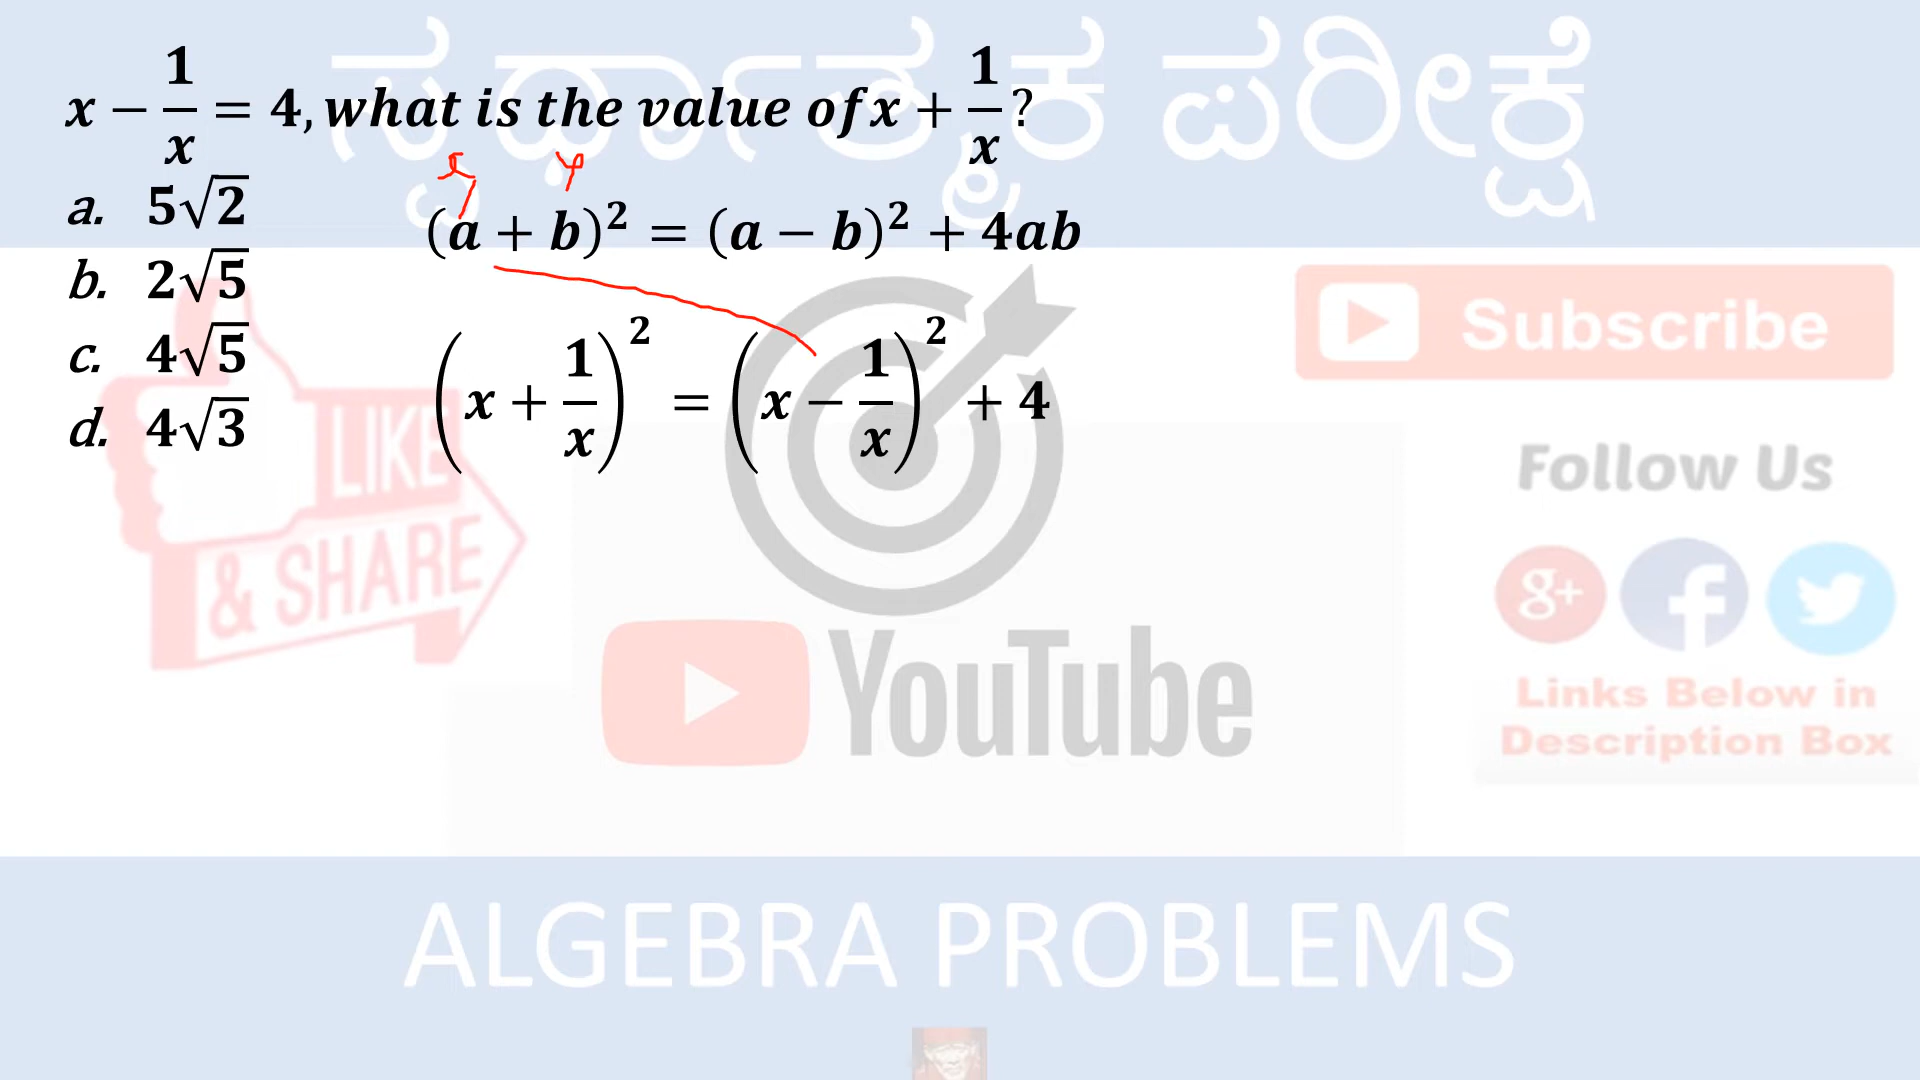 ಸ್ಪರ್ಧಾತ್ಮಕ ಪರೀಕ್ಷೆ
x − 1/x = 4, what is the value of x + 1/x?
a. 5√2
b. 2√5
c. 4√5
d. 4√3
(a + b)² = (a − b)² + 4ab
(x + 1/x)² = (x − 1/x)² + 4
LIKE
& SHARE
YouTube
Subscribe
Follow Us
g+ f
Links Below in
Description Box
ALGEBRA PROBLEMS